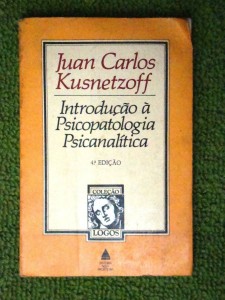 Juan Carlos
Kusnetzoff
Introdução à
Psicopatologia
Psicanalítica
4ª EDIÇÃO
COLEÇÃO
LOGOS